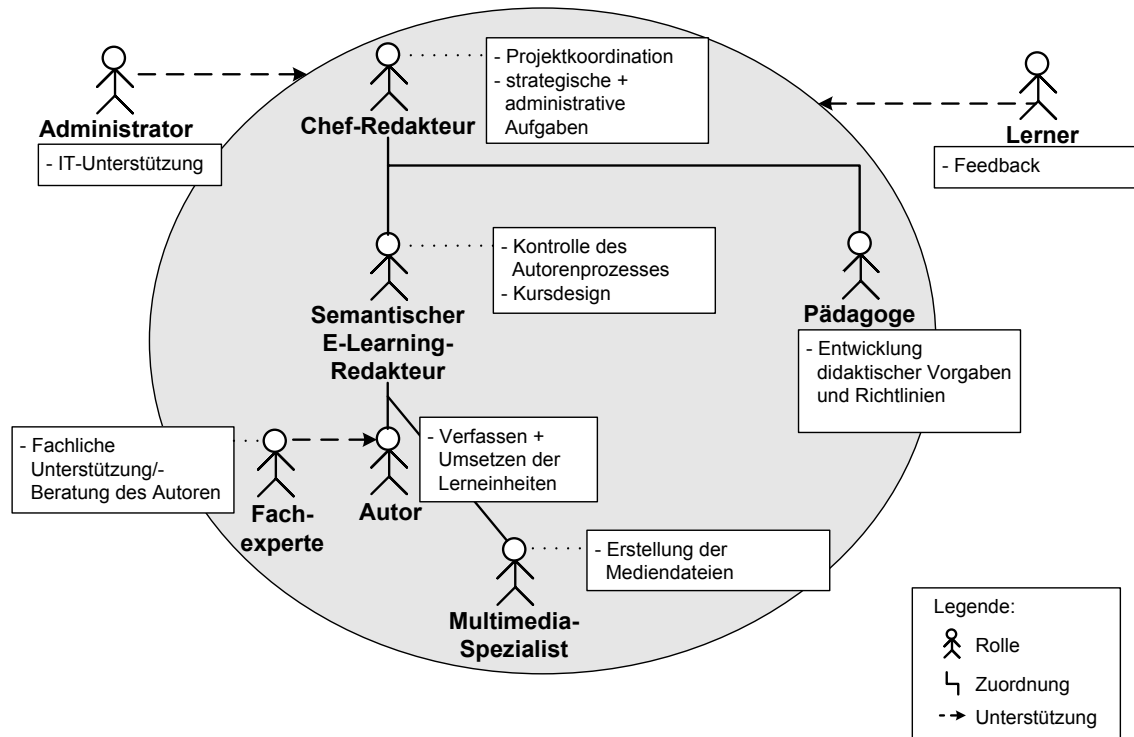 - Projektkoordination
- strategische +
administrative
Aufgaben
Administrator
- IT-Unterstützung
Chef-Redakteur
Lerner
- Feedback
- Kontrolle des
Autorenprozesses
- Kursdesign
Semantischer
E-Learning-
Redakteur
Pädagoge
- Entwicklung
didaktischer Vorgaben
und Richtlinien
- Fachliche
Unterstützung/-
Beratung des Autoren
- Verfassen +
Umsetzen der
Lerneinheiten
Fach-
experte
Autor
- Erstellung der
Mediendateien
Multimedia-
Spezialist
Legende:
Rolle
Zuordnung
Unterstützung